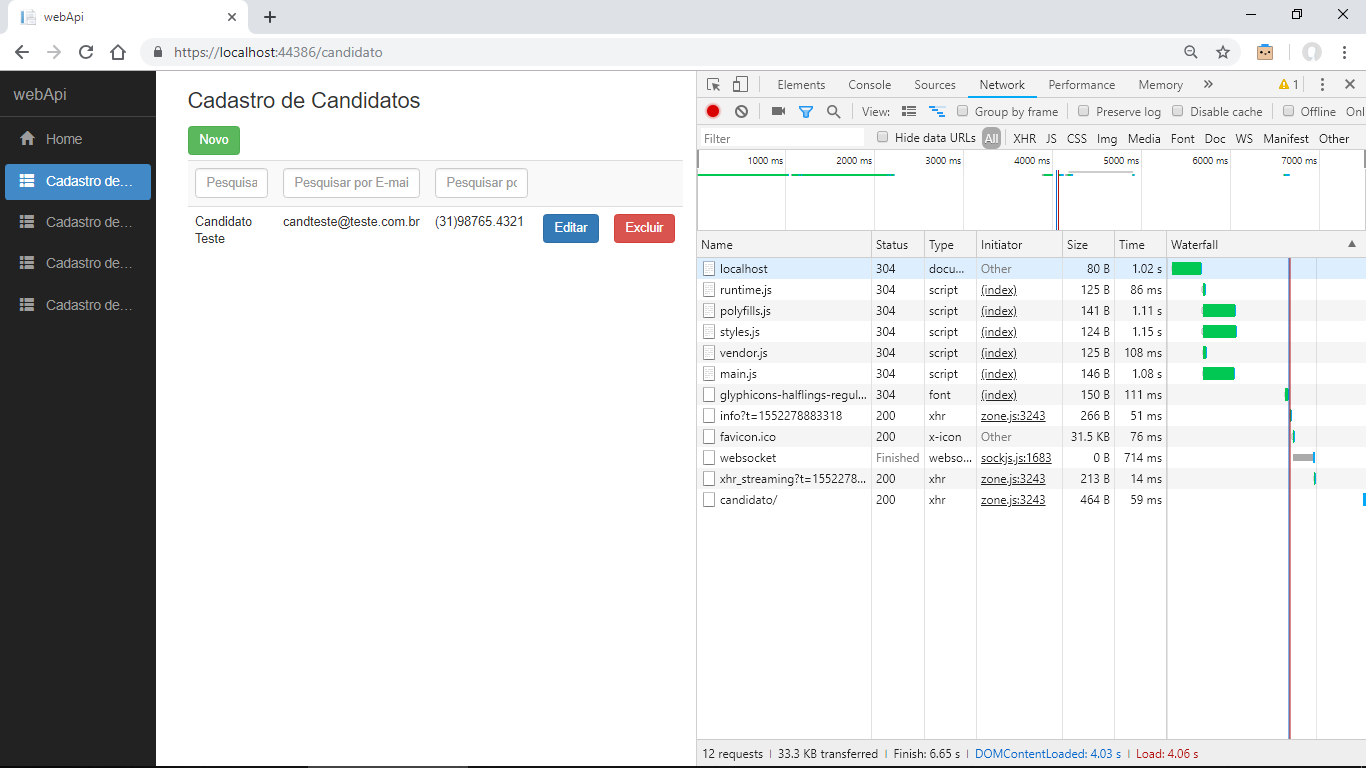 webApi
https://localhost:44386/candidato
webApi
Home
Cadastro de...
Cadastro de...
Cadastro de...
Cadastro de...
Cadastro de Candidatos
Novo
Pesquisa
Pesquisar por E-mai
Pesquisar po
Candidato Teste
candteste@teste.com.br
(31)98765.4321
Editar
Excluir
Elements Console Sources Network Performance Memory » 1
View: Group by frame Preserve log Disable cache Offline Onl
Filter Hide data URLs All XHR JS CSS Img Media Font Doc WS Manifest Other
1000 ms 2000 ms 3000 ms 4000 ms 5000 ms 6000 ms 7000 ms
Name Status Type Initiator Size Time Waterfall
localhost 304 docu... Other 80 B 1.02 s
runtime.js 304 script (index) 125 B 86 ms
polyfills.js 304 script (index) 141 B 1.11 s
styles.js 304 script (index) 124 B 1.15 s
vendor.js 304 script (index) 125 B 108 ms
main.js 304 script (index) 146 B 1.08 s
glyphicons-halflings-regul... 304 font (index) 150 B 111 ms
info?t=1552278883318 200 xhr zone.js:3243 266 B 51 ms
favicon.ico 200 x-icon Other 31.5 KB 76 ms
websocket Finished webso... sockjs.js:1683 0 B 714 ms
xhr_streaming?t=1552278... 200 xhr zone.js:3243 213 B 14 ms
candidato/ 200 xhr zone.js:3243 464 B 59 ms
12 requests | 33.3 KB transferred | Finish: 6.65 s | DOMContentLoaded: 4.03 s | Load: 4.06 s